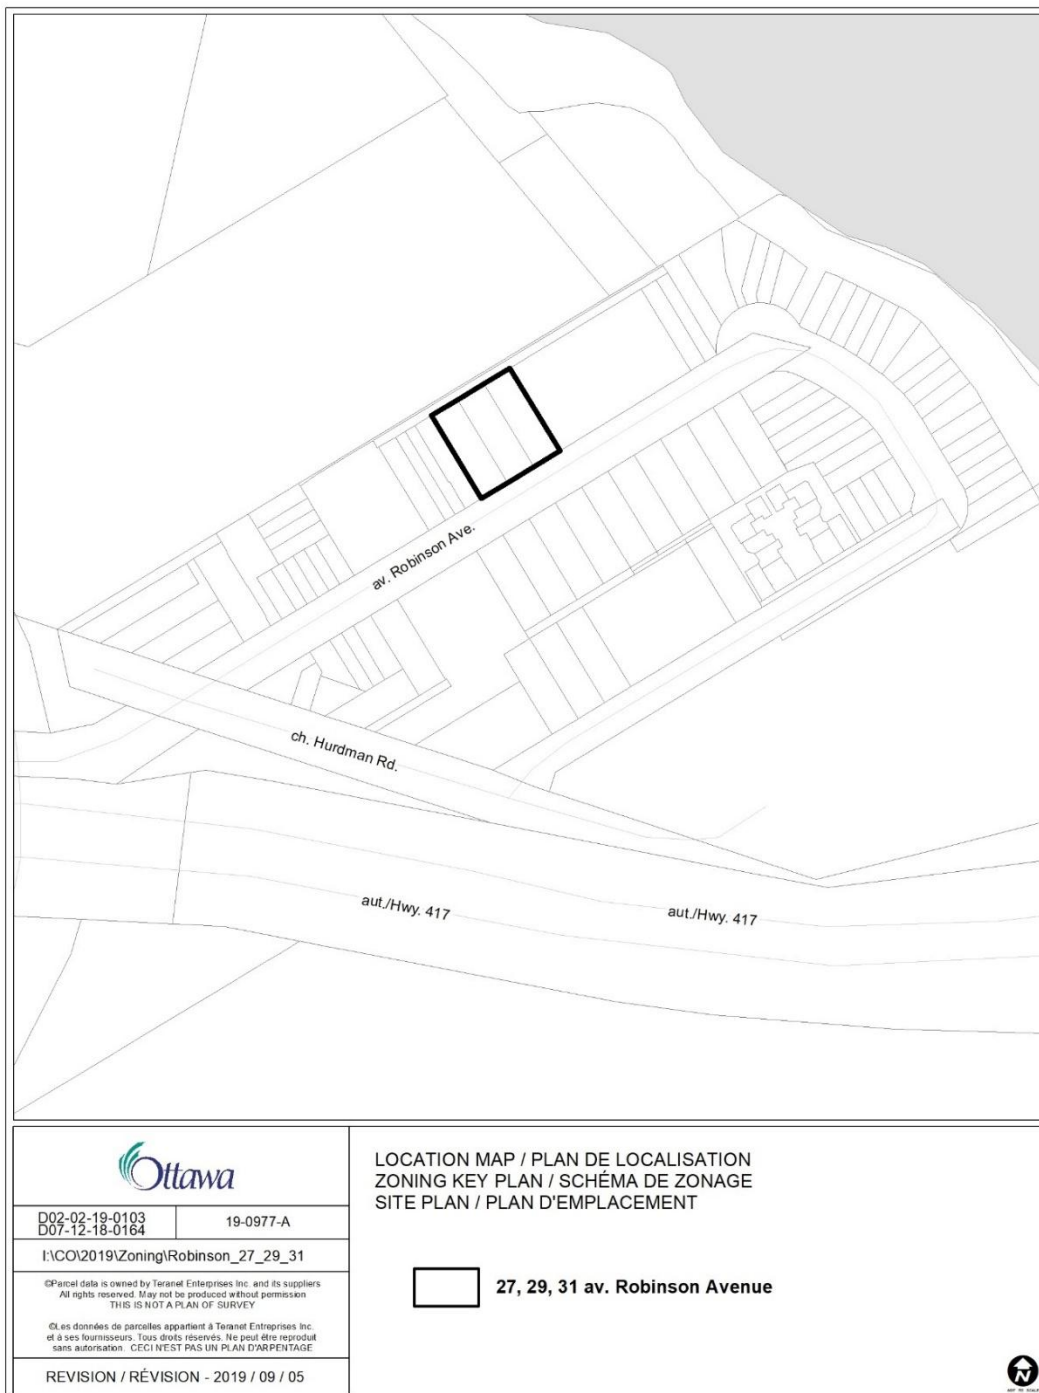 av. Robinson Ave.
ch. Hurdman Rd.
aut./Hwy. 417
aut./Hwy. 417
Ottawa
D02-02-19-0103
D07-12-18-0164
19-0977-A
I:\CO\2019\Zoning\Robinson_27_29_31
©Parcel data is owned by Teranet Enterprises Inc. and its suppliers
All rights reserved. May not be produced without permission
THIS IS NOT A PLAN OF SURVEY
©Les données de parcelles appartient à Teranet Entreprises Inc.
et à ses fournisseurs. Tous droits réservés. Ne peut être reproduit
sans autorisation. CECI N'EST PAS UN PLAN D'ARPENTAGE
REVISION / RÉVISION - 2019 / 09 / 05
LOCATION MAP / PLAN DE LOCALISATION
ZONING KEY PLAN / SCHÉMA DE ZONAGE
SITE PLAN / PLAN D'EMPLACEMENT
27, 29, 31 av. Robinson Avenue
N
NOT TO SCALE